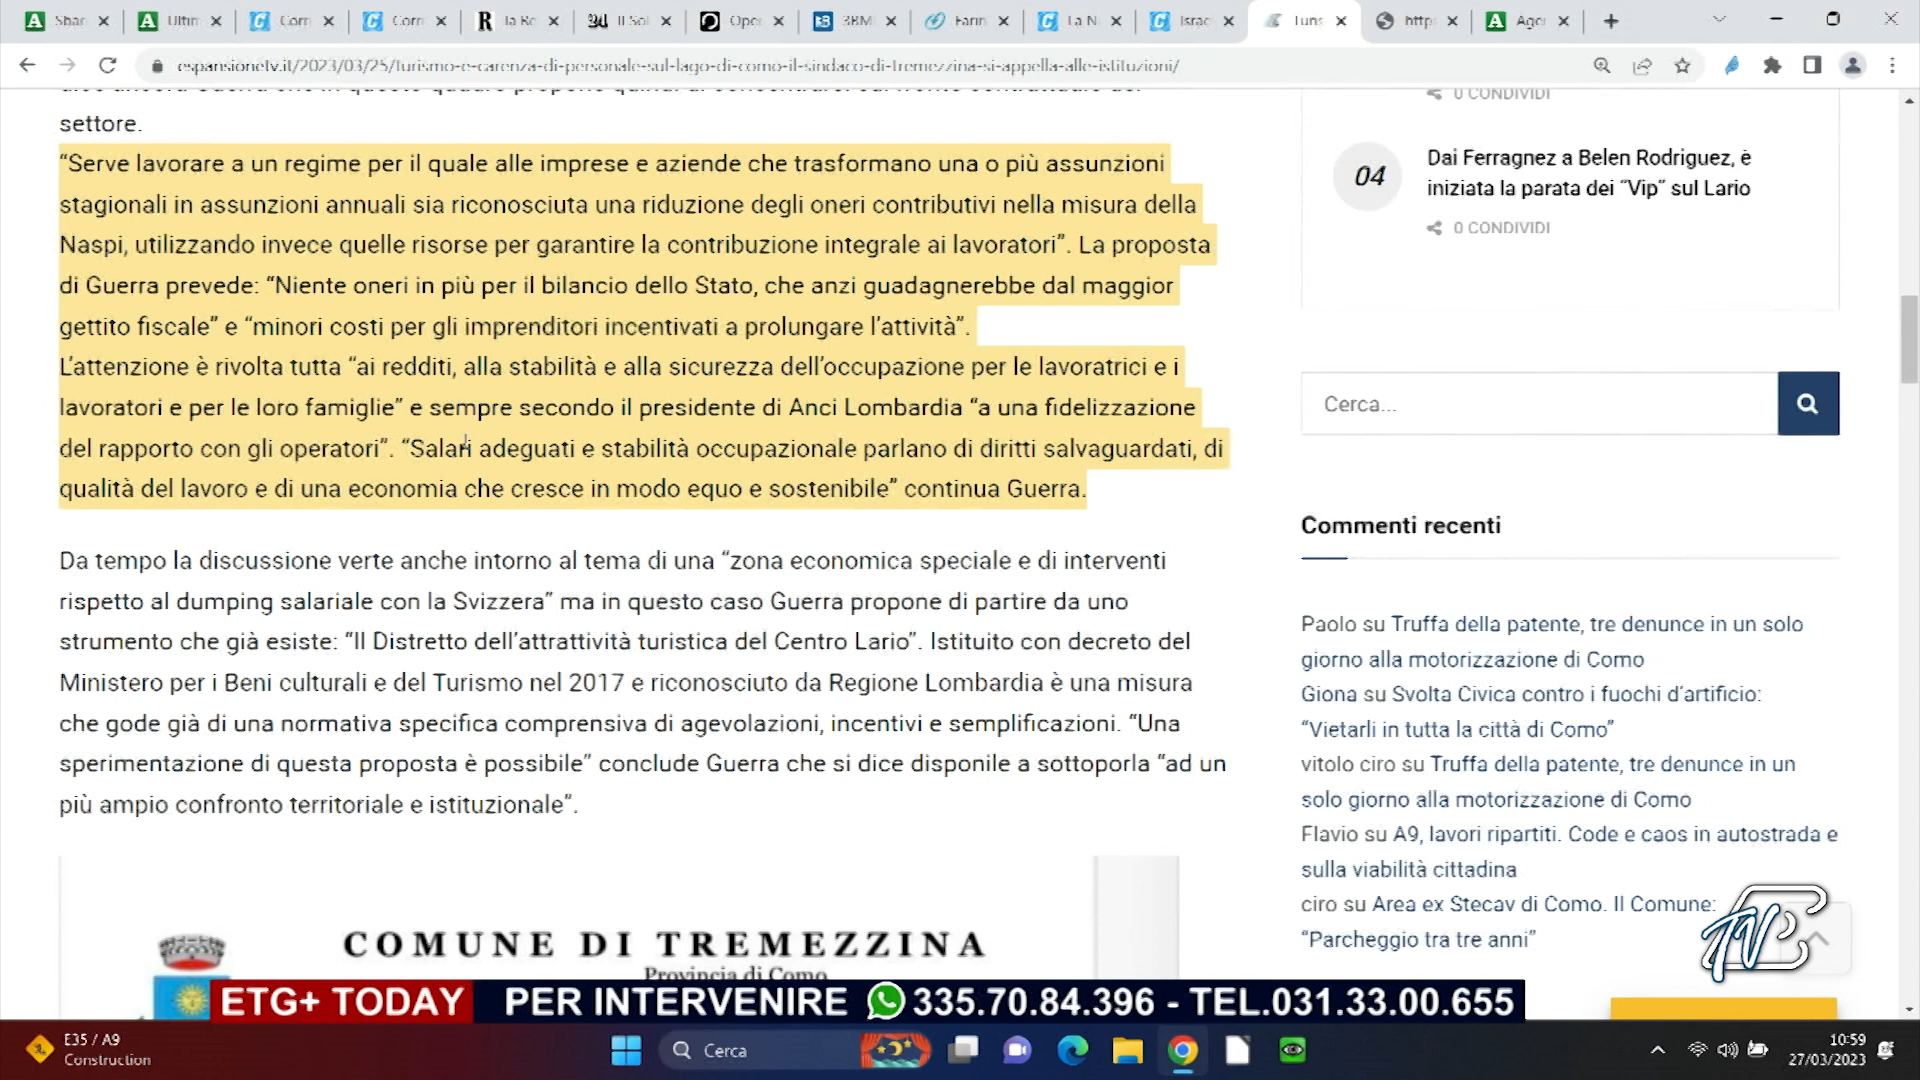 Shar
Ultim
Corri
Corri
la Re
Il Sol
Open
3BM
Farin
La N
Israe
Turis
http
Agen
espansionetv.it/2023/03/25/turismo-e-carenza-di-personale-sul-lago-di-como-il-sindaco-di-tremezzina-si-appella-alle-istituzioni/
settore.
“Serve lavorare a un regime per il quale alle imprese e aziende che trasformano una o più assunzioni
stagionali in assunzioni annuali sia riconosciuta una riduzione degli oneri contributivi nella misura della
Naspi, utilizzando invece quelle risorse per garantire la contribuzione integrale ai lavoratori”. La proposta
di Guerra prevede: “Niente oneri in più per il bilancio dello Stato, che anzi guadagnerebbe dal maggior
gettito fiscale” e “minori costi per gli imprenditori incentivati a prolungare l’attività”.
L’attenzione è rivolta tutta “ai redditi, alla stabilità e alla sicurezza dell’occupazione per le lavoratrici e i
lavoratori e per le loro famiglie” e sempre secondo il presidente di Anci Lombardia “a una fidelizzazione
del rapporto con gli operatori”. “Salari adeguati e stabilità occupazionale parlano di diritti salvaguardati, di
qualità del lavoro e di una economia che cresce in modo equo e sostenibile” continua Guerra.
Da tempo la discussione verte anche intorno al tema di una “zona economica speciale e di interventi
rispetto al dumping salariale con la Svizzera” ma in questo caso Guerra propone di partire da uno
strumento che già esiste: “Il Distretto dell’attrattività turistica del Centro Lario”. Istituito con decreto del
Ministero per i Beni culturali e del Turismo nel 2017 e riconosciuto da Regione Lombardia è una misura
che gode già di una normativa specifica comprensiva di agevolazioni, incentivi e semplificazioni. “Una
sperimentazione di questa proposta è possibile” conclude Guerra che si dice disponile a sottoporla “ad un
più ampio confronto territoriale e istituzionale”.
COMUNE DI TREMEZZINA
Provincia di Como
0 CONDIVIDI
04
Dai Ferragnez a Belen Rodriguez, è
iniziata la parata dei “Vip” sul Lario
0 CONDIVIDI
Cerca...
Commenti recenti
Paolo su Truffa della patente, tre denunce in un solo
giorno alla motorizzazione di Como
Giona su Svolta Civica contro i fuochi d’artificio:
“Vietarli in tutta la città di Como”
vitolo ciro su Truffa della patente, tre denunce in un
solo giorno alla motorizzazione di Como
Flavio su A9, lavori ripartiti. Code e caos in autostrada e
sulla viabilità cittadina
ciro su Area ex Stecav di Como. Il Comune:
“Parcheggio tra tre anni”
ETG+ TODAY PER INTERVENIRE 335.70.84.396 - TEL.031.33.00.655
E35 / A9
Construction
Cerca
10:59
27/03/2023